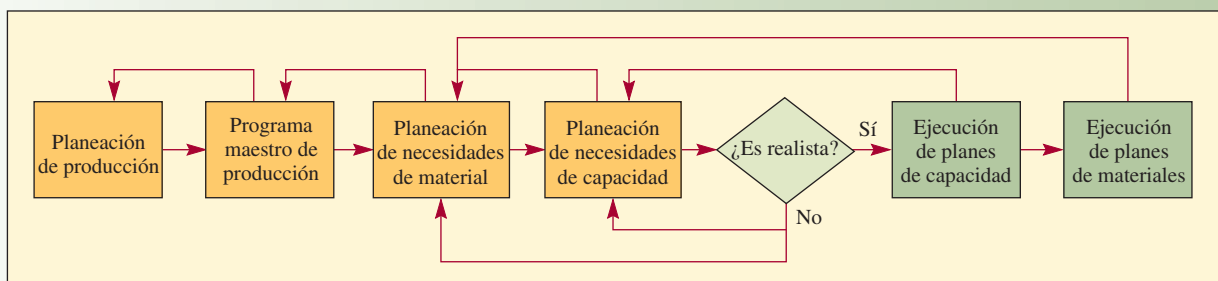 Planeación
de producción
Programa
maestro de
producción
Planeación
de necesidades
de material
Planeación
de necesidades
de capacidad
¿Es realista?
Sí
No
Ejecución
de planes
de capacidad
Ejecución
de planes
de materiales